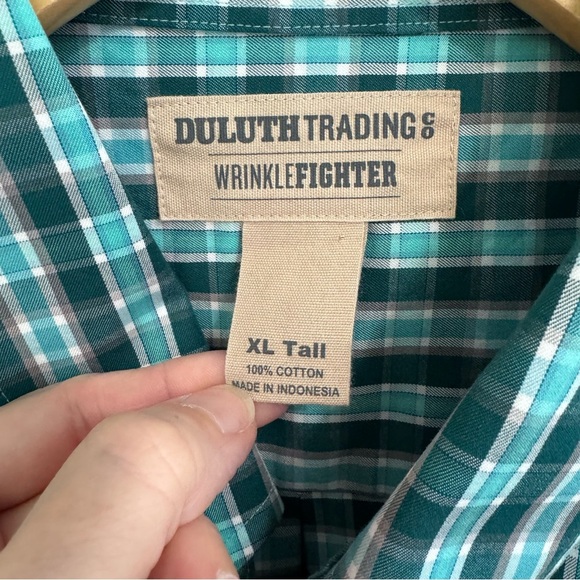 DULUTH TRADING CO
WRINKLEFIGHTER
XL Tall
100% COTTON
MADE IN INDONESIA